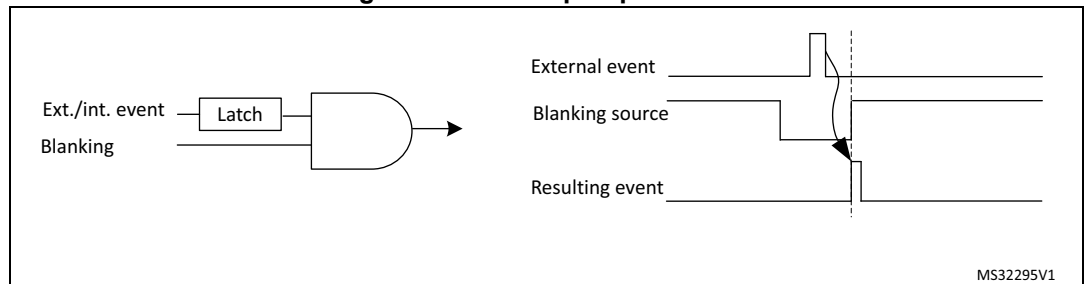 Ext./int. event
Latch
Blanking
External event
Blanking source
Resulting event
MS32295V1